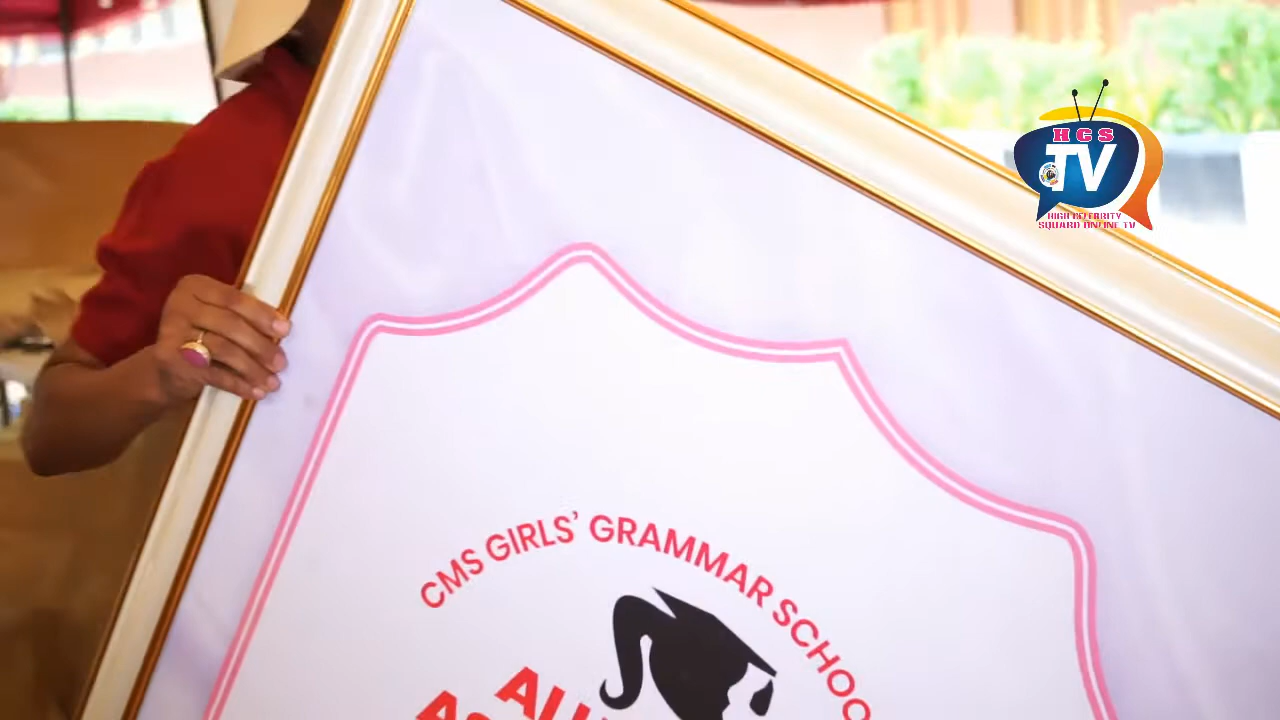 HCS
TV
HIGH CELEBRITY
SQUARD ONLINE TV
CMS GIRLS' GRAMMAR SCHOO